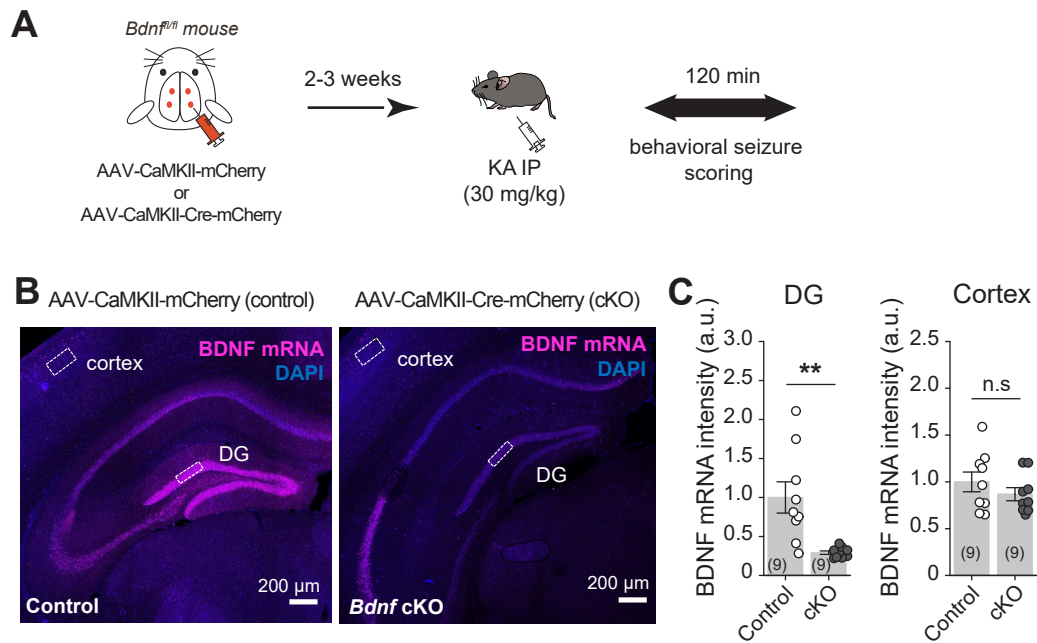 A
Bdnf fl/fl mouse
AAV-CaMKII-mCherry
or
AAV-CaMKII-Cre-mCherry
2-3 weeks
KA IP
(30 mg/kg)
120 min
behavioral seizure
scoring
B
AAV-CaMKII-mCherry (control)
cortex
BDNF mRNA
DAPI
DG
200 µm
Control
AAV-CaMKII-Cre-mCherry (cKO)
cortex
BDNF mRNA
DAPI
DG
200 µm
Bdnf cKO
C
DG
BDNF mRNA intensity (a.u.)
3.0
2.5
2.0
1.5
1.0
0.5
0
**
(9)
(9)
Control
cKO
Cortex
BDNF mRNA intensity (a.u.)
2.5
2.0
1.5
1.0
0.5
0
n.s
(9)
(9)
Control
cKO